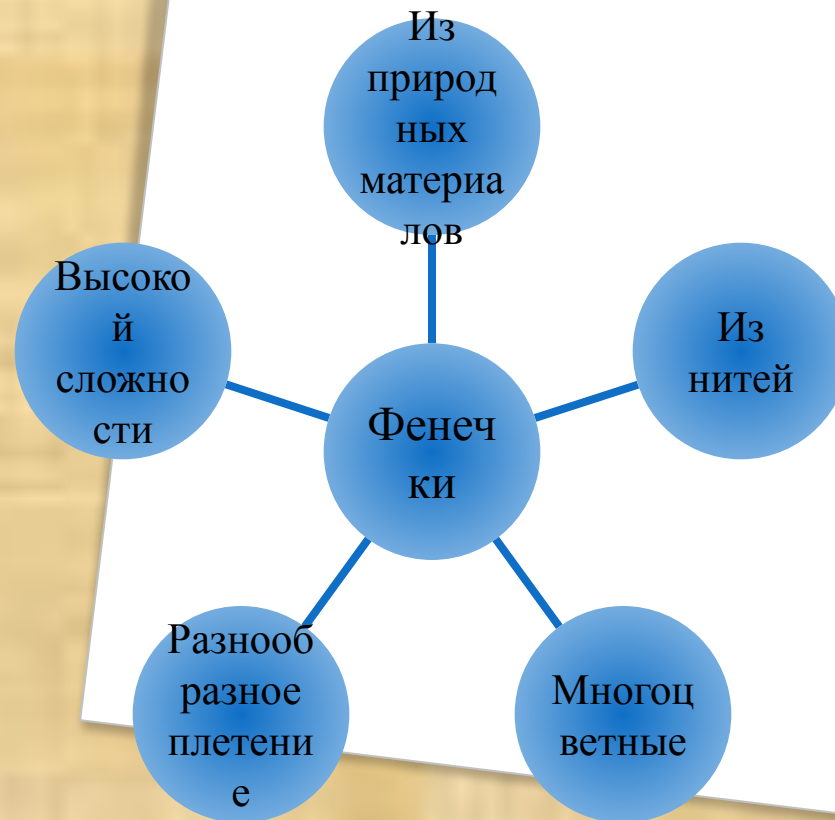 Из
природ
ных
материа
лов
Высоко
й
сложно
сти
Из
нитей
Фенеч
ки
Разнооб
разное
плетени
е
Многоц
ветные